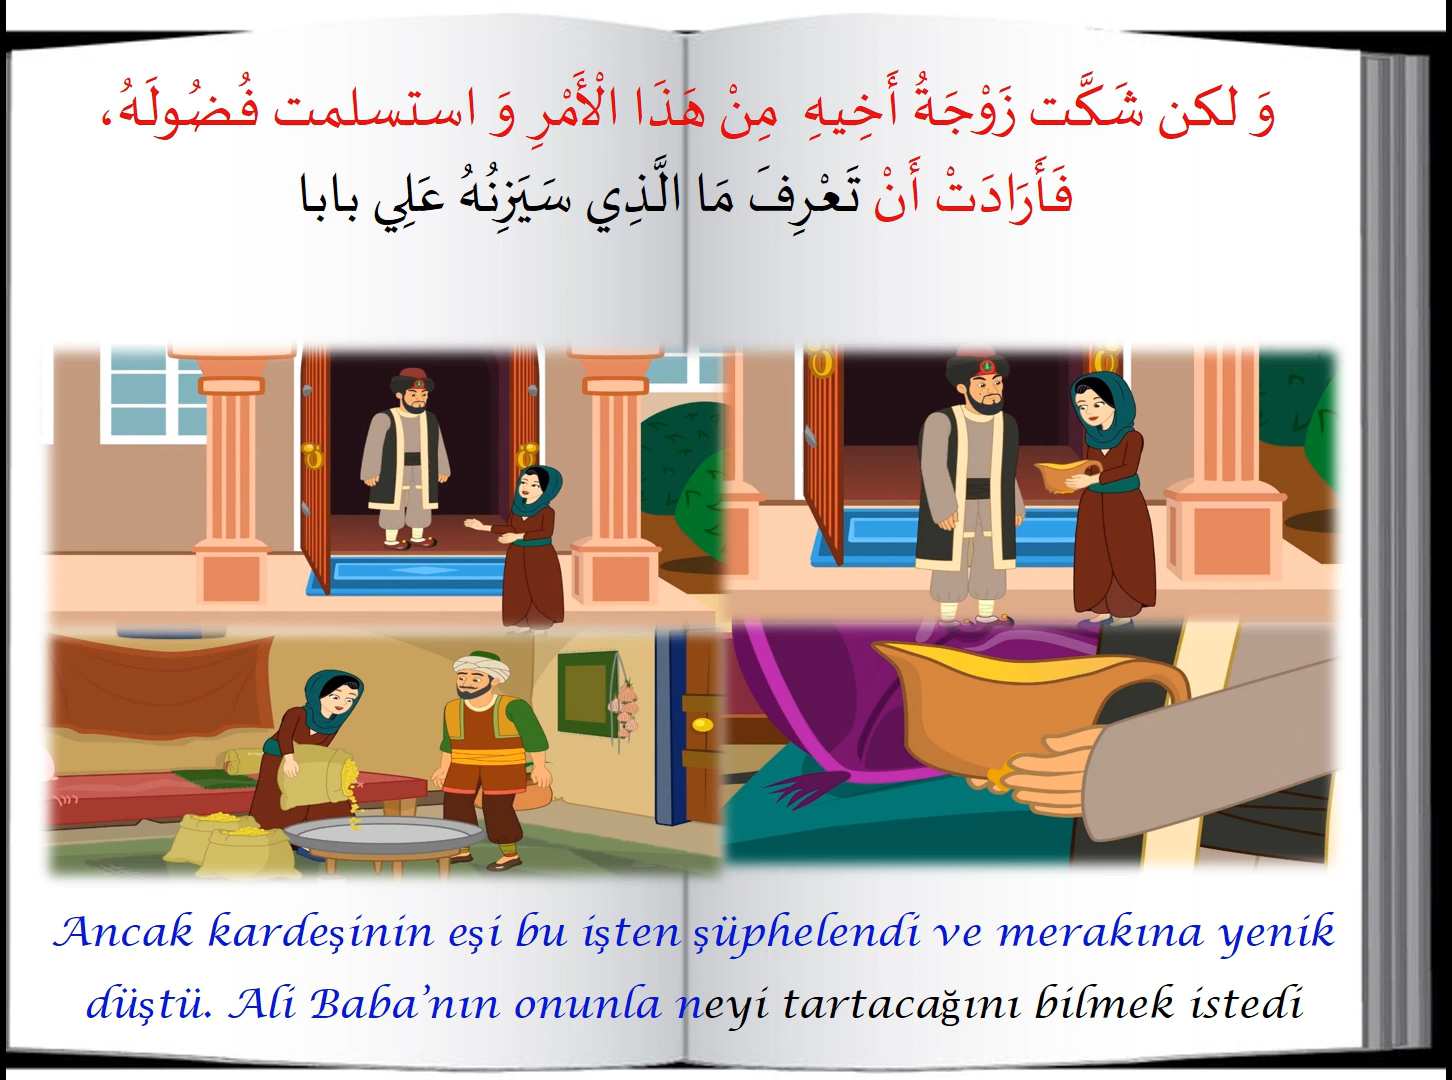 وَ لكن شَكَّت زَوْجَةُ أَخِيهِ مِنْ هَذَا الْأَمْرِ وَ استسلمت فُضُولَهُ،
فَأَرَادَتْ أَنْ تَعْرِفَ مَا الَّذِي سَيَزِنُهُ عَلِي بابا
Ancak kardeşinin eşi bu işten şüphelendi ve merakına yenik
düştü. Ali Baba’nın onunla neyi tartacağını bilmek istedi